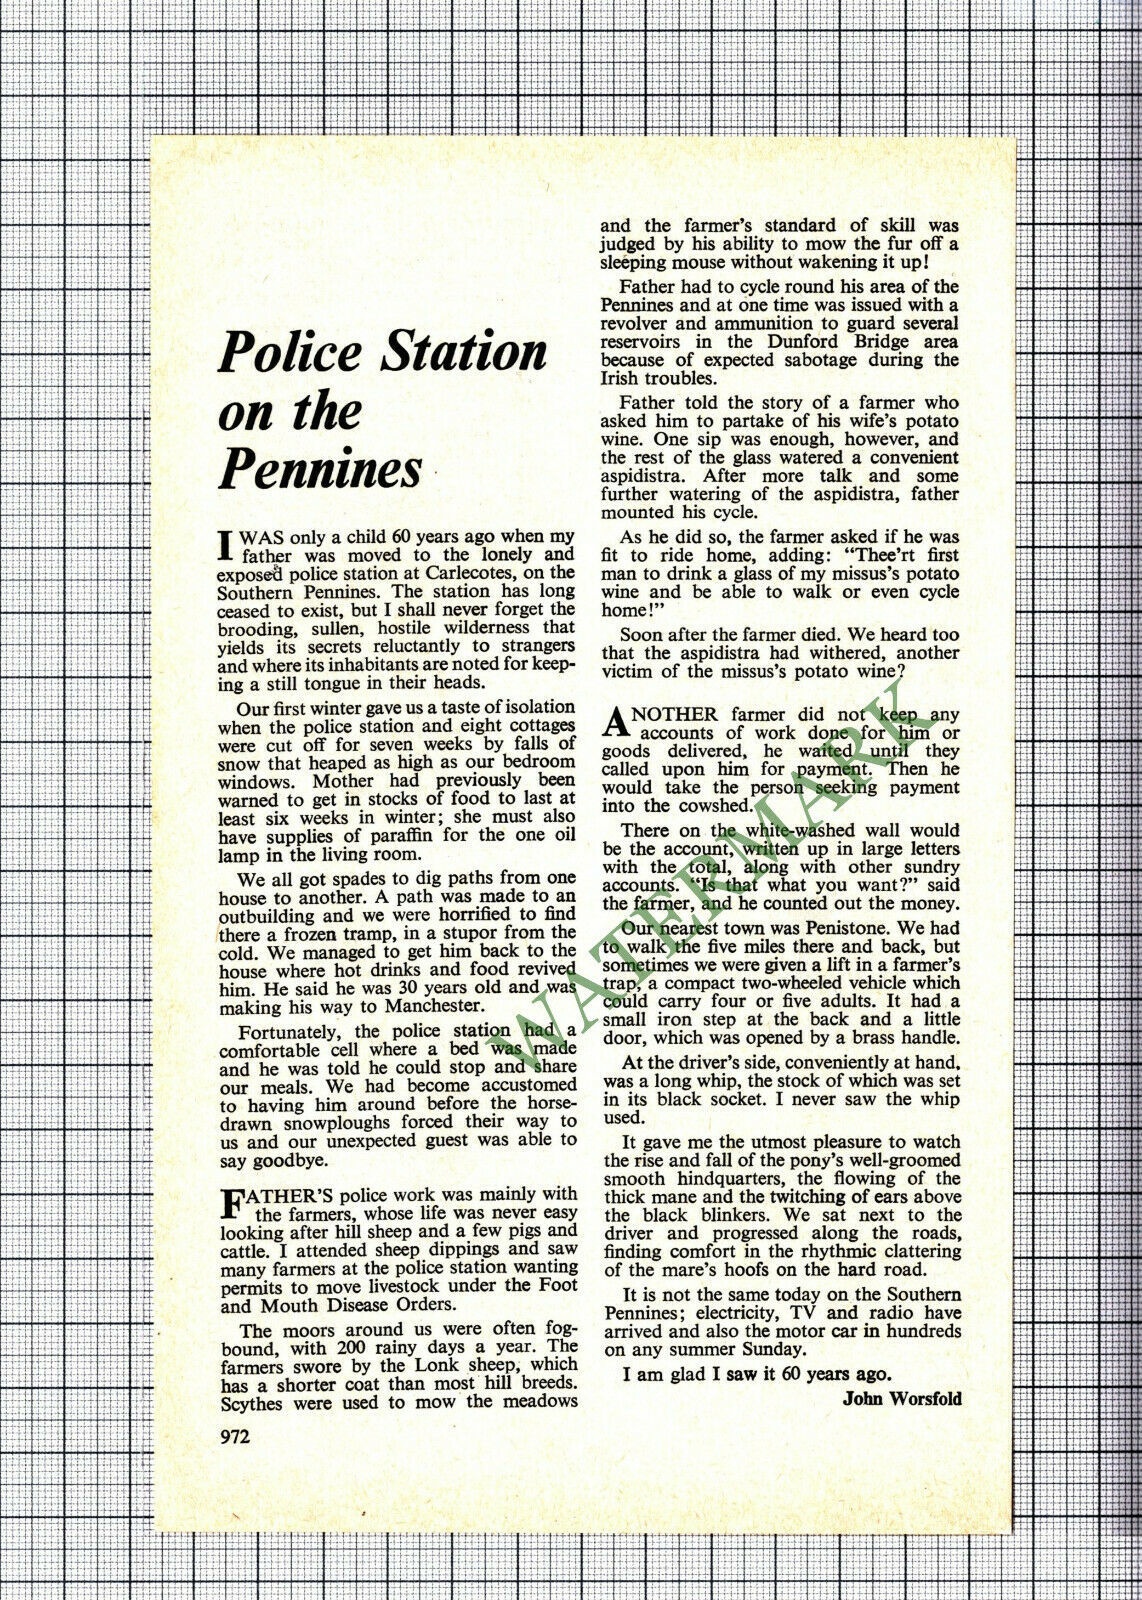 Police Station
on the
Pennines
I WAS only a child 60 years ago when my
father was moved to the lonely and
exposed police station at Carlecotes, on the
Southern Pennines. The station has long
ceased to exist, but I shall never forget the
brooding, sullen, hostile wilderness that
yields its secrets reluctantly to strangers
and where its inhabitants are noted for keep-
ing a still tongue in their heads.
Our first winter gave us a taste of isolation
when the police station and eight cottages
were cut off for seven weeks by falls of
snow that heaped as high as our bedroom
windows. Mother had previously been
warned to get in stocks of food to last at
least six weeks in winter; she must also
have supplies of paraffin for the one oil
lamp in the living room.
We all got spades to dig paths from one
house to another. A path was made to an
outbuilding and we were horrified to find
there a frozen tramp, in a stupor from the
cold. We managed to get him back to the
house where hot drinks and food revived
him. He said he was 30 years old and was
making his way to Manchester.
Fortunately, the police station had a
comfortable cell where a bed was made
and he was told he could stop and share
our meals. We had become accustomed
to having him around before the horse-
drawn snowploughs forced their way to
us and our unexpected guest was able to
say goodbye.
FATHER'S police work was mainly with
the farmers, whose life was never easy
looking after hill sheep and a few pigs and
cattle. I attended sheep dippings and saw
many farmers at the police station wanting
permits to move livestock under the Foot
and Mouth Disease Orders.
The moors around us were often fog-
bound, with 200 rainy days a year. The
farmers swore by the Lonk sheep, which
has a shorter coat than most hill breeds.
Scythes were used to mow the meadows
972
and the farmer's standard of skill was
judged by his ability to mow the fur off a
sleeping mouse without wakening it up!
Father had to cycle round his area of the
Pennines and at one time was issued with a
revolver and ammunition to guard several
reservoirs in the Dunford Bridge area
because of expected sabotage during the
Irish troubles.
Father told the story of a farmer who
asked him to partake of his wife's potato
wine. One sip was enough, however, and
the rest of the glass watered a convenient
aspidistra. After more talk and some
further watering of the aspidistra, father
mounted his cycle.
As he did so, the farmer asked if he was
fit to ride home, adding: "Thee'rt first
man to drink a glass of my missus's potato
wine and be able to walk or even cycle
home!"
Soon after the farmer died. We heard too
that the aspidistra had withered, another
victim of the missus's potato wine?
ANOTHER farmer did not keep any
accounts of work done for him or
goods delivered, he waited until they
called upon him for payment. Then he
would take the person seeking payment
into the cowshed.
There on the white-washed wall would
be the account, written up in large letters
with the total, along with other sundry
accounts. "Is that what you want?" said
the farmer, and he counted out the money.
Our nearest town was Penistone. We had
to walk the five miles there and back, but
sometimes we were given a lift in a farmer's
trap, a compact two-wheeled vehicle which
could carry four or five adults. It had a
small iron step at the back and a little
door, which was opened by a brass handle.
At the driver's side, conveniently at hand,
was a long whip, the stock of which was set
in its black socket. I never saw the whip
used.
It gave me the utmost pleasure to watch
the rise and fall of the pony's well-groomed
smooth hindquarters, the flowing of the
thick mane and the twitching of ears above
the black blinkers. We sat next to the
driver and progressed along the roads,
finding comfort in the rhythmic clattering
of the mare's hoofs on the hard road.
It is not the same today on the Southern
Pennines; electricity, TV and radio have
arrived and also the motor car in hundreds
on any summer Sunday.
I am glad I saw it 60 years ago.
John Worsfold
WATERMARK